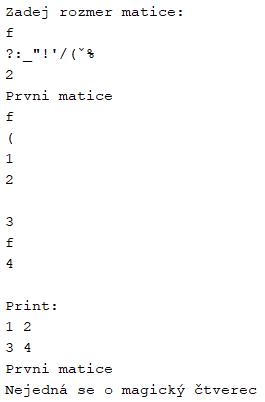 Zadej rozmer matice:
f
?:_"!'/(ˇ%
2
Prvni matice
f
(
1
2
3
f
4
Print:
1 2
3 4
Prvni matice
Nejedná se o magický čtverec